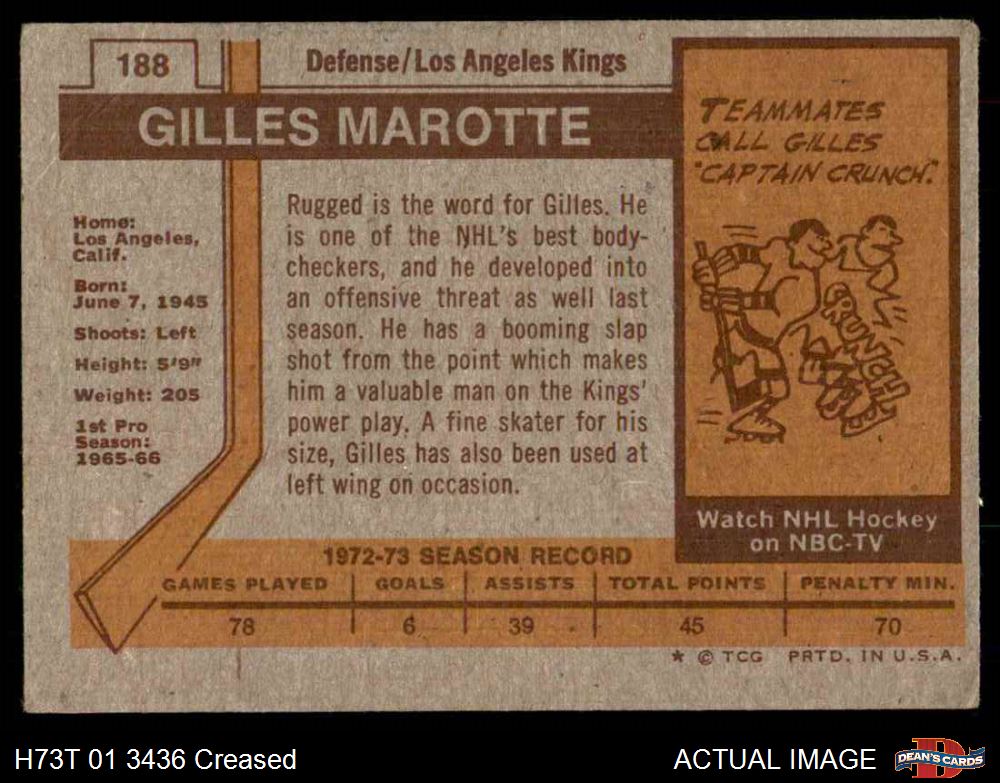 188
Defense/Los Angeles Kings
GILLES MAROTTE
TEAMMATES
CALL GILLES
"CAPTAIN CRUNCH."
Home:
Los Angeles,
Calif.
Born:
June 7, 1945
Shoots: Left
Height: 5'9"
Weight: 205
1st Pro
Season:
1965-66
Rugged is the word for Gilles. He
is one of the NHL's best body-
checkers, and he developed into
an offensive threat as well last
season. He has a booming slap
shot from the point which makes
him a valuable man on the Kings'
power play. A fine skater for his
size, Gilles has also been used at
left wing on occasion.
CRUNCH
Watch NHL Hockey
on NBC-TV
1972-73 SEASON RECORD
GAMES PLAYED GOALS ASSISTS TOTAL POINTS PENALTY MIN.
78 6 39 45 70
* © TCG PRTD. IN U.S.A.
H73T 01 3436 Creased
ACTUAL IMAGE
D
DEAN'S CARDS